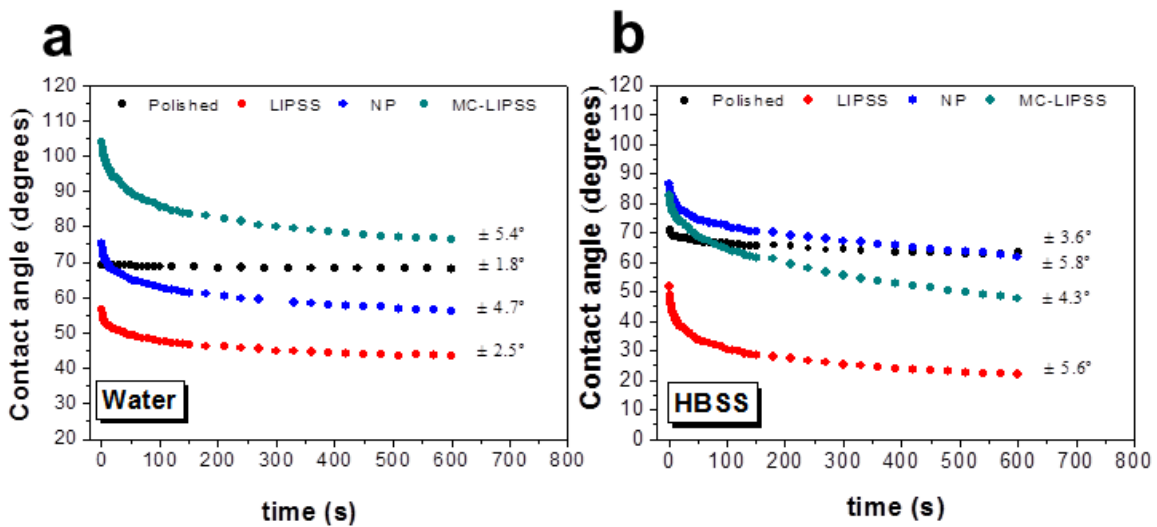 a
Contact angle (degrees)
120
110
100
90
80
70
60
50
40
30
20
Polished LIPSS NP MC-LIPSS
± 5.4°
± 1.8°
± 4.7°
± 2.5°
Water
0 100 200 300 400 500 600 700 800
time (s)
b
Contact angle (degrees)
120
110
100
90
80
70
60
50
40
30
20
10
0
Polished LIPSS NP MC-LIPSS
± 3.6°
± 5.8°
± 4.3°
± 5.6°
HBSS
0 100 200 300 400 500 600 700 800
time (s)